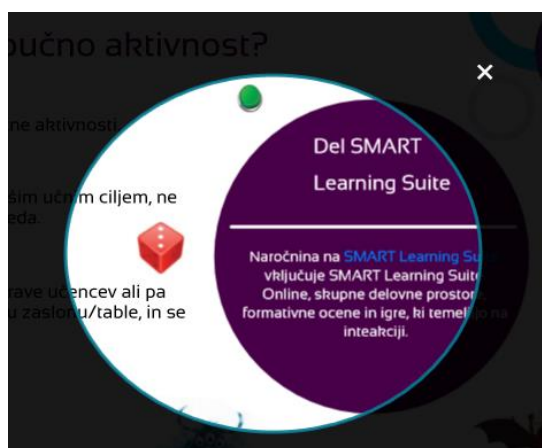 učno aktivnost?
ne aktivnosti
šim učnim ciljem, ne
eda.
rave učencev ali pa
u zaslonu/table, in se
Del SMART
Learning Suite
Naročnina na SMART Learning Su
vključuje SMART Learning Suite
Online, skupne delovne prostore,
formativne ocene in igre, ki temeljijo na
inteakciji.